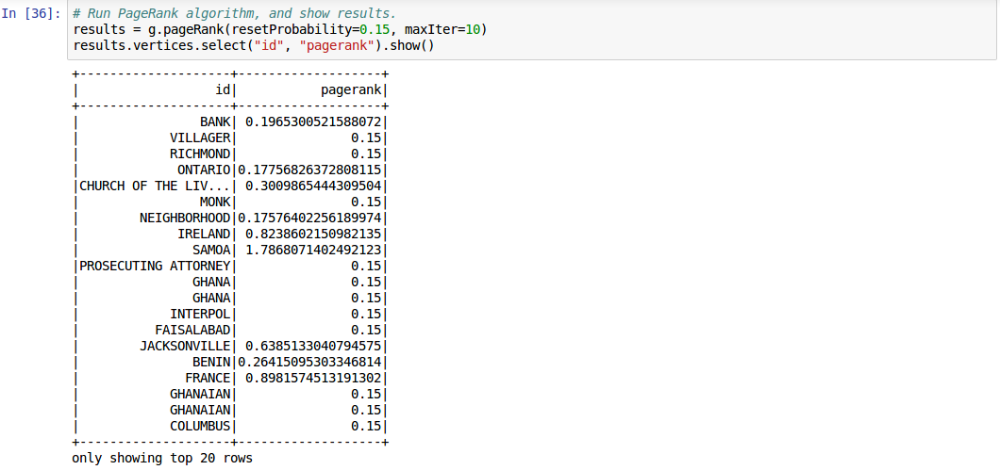 In [36]: # Run PageRank algorithm, and show results.
results = g.pageRank(resetProbability=0.15, maxIter=10)
results.vertices.select("id", "pagerank").show()
+--------------------+-------------------+
|                  id|           pagerank|
+--------------------+-------------------+
|                BANK| 0.1965300521588072|
|            VILLAGER|               0.15|
|            RICHMOND|               0.15|
|             ONTARIO|0.17756826372808115|
|CHURCH OF THE LIV...| 0.3009865444309504|
|                MONK|               0.15|
|        NEIGHBORHOOD|0.17576402256189974|
|             IRELAND| 0.8238602150982135|
|               SAMOA| 1.7868071402492123|
|PROSECUTING ATTORNEY|               0.15|
|               GHANA|               0.15|
|               GHANA|               0.15|
|            INTERPOL|               0.15|
|          FAISALABAD|               0.15|
|        JACKSONVILLE| 0.6385133040794575|
|               BENIN|0.26415095303346814|
|              FRANCE| 0.8981574513191302|
|            GHANAIAN|               0.15|
|            GHANAIAN|               0.15|
|            COLUMBUS|               0.15|
+--------------------+-------------------+
only showing top 20 rows